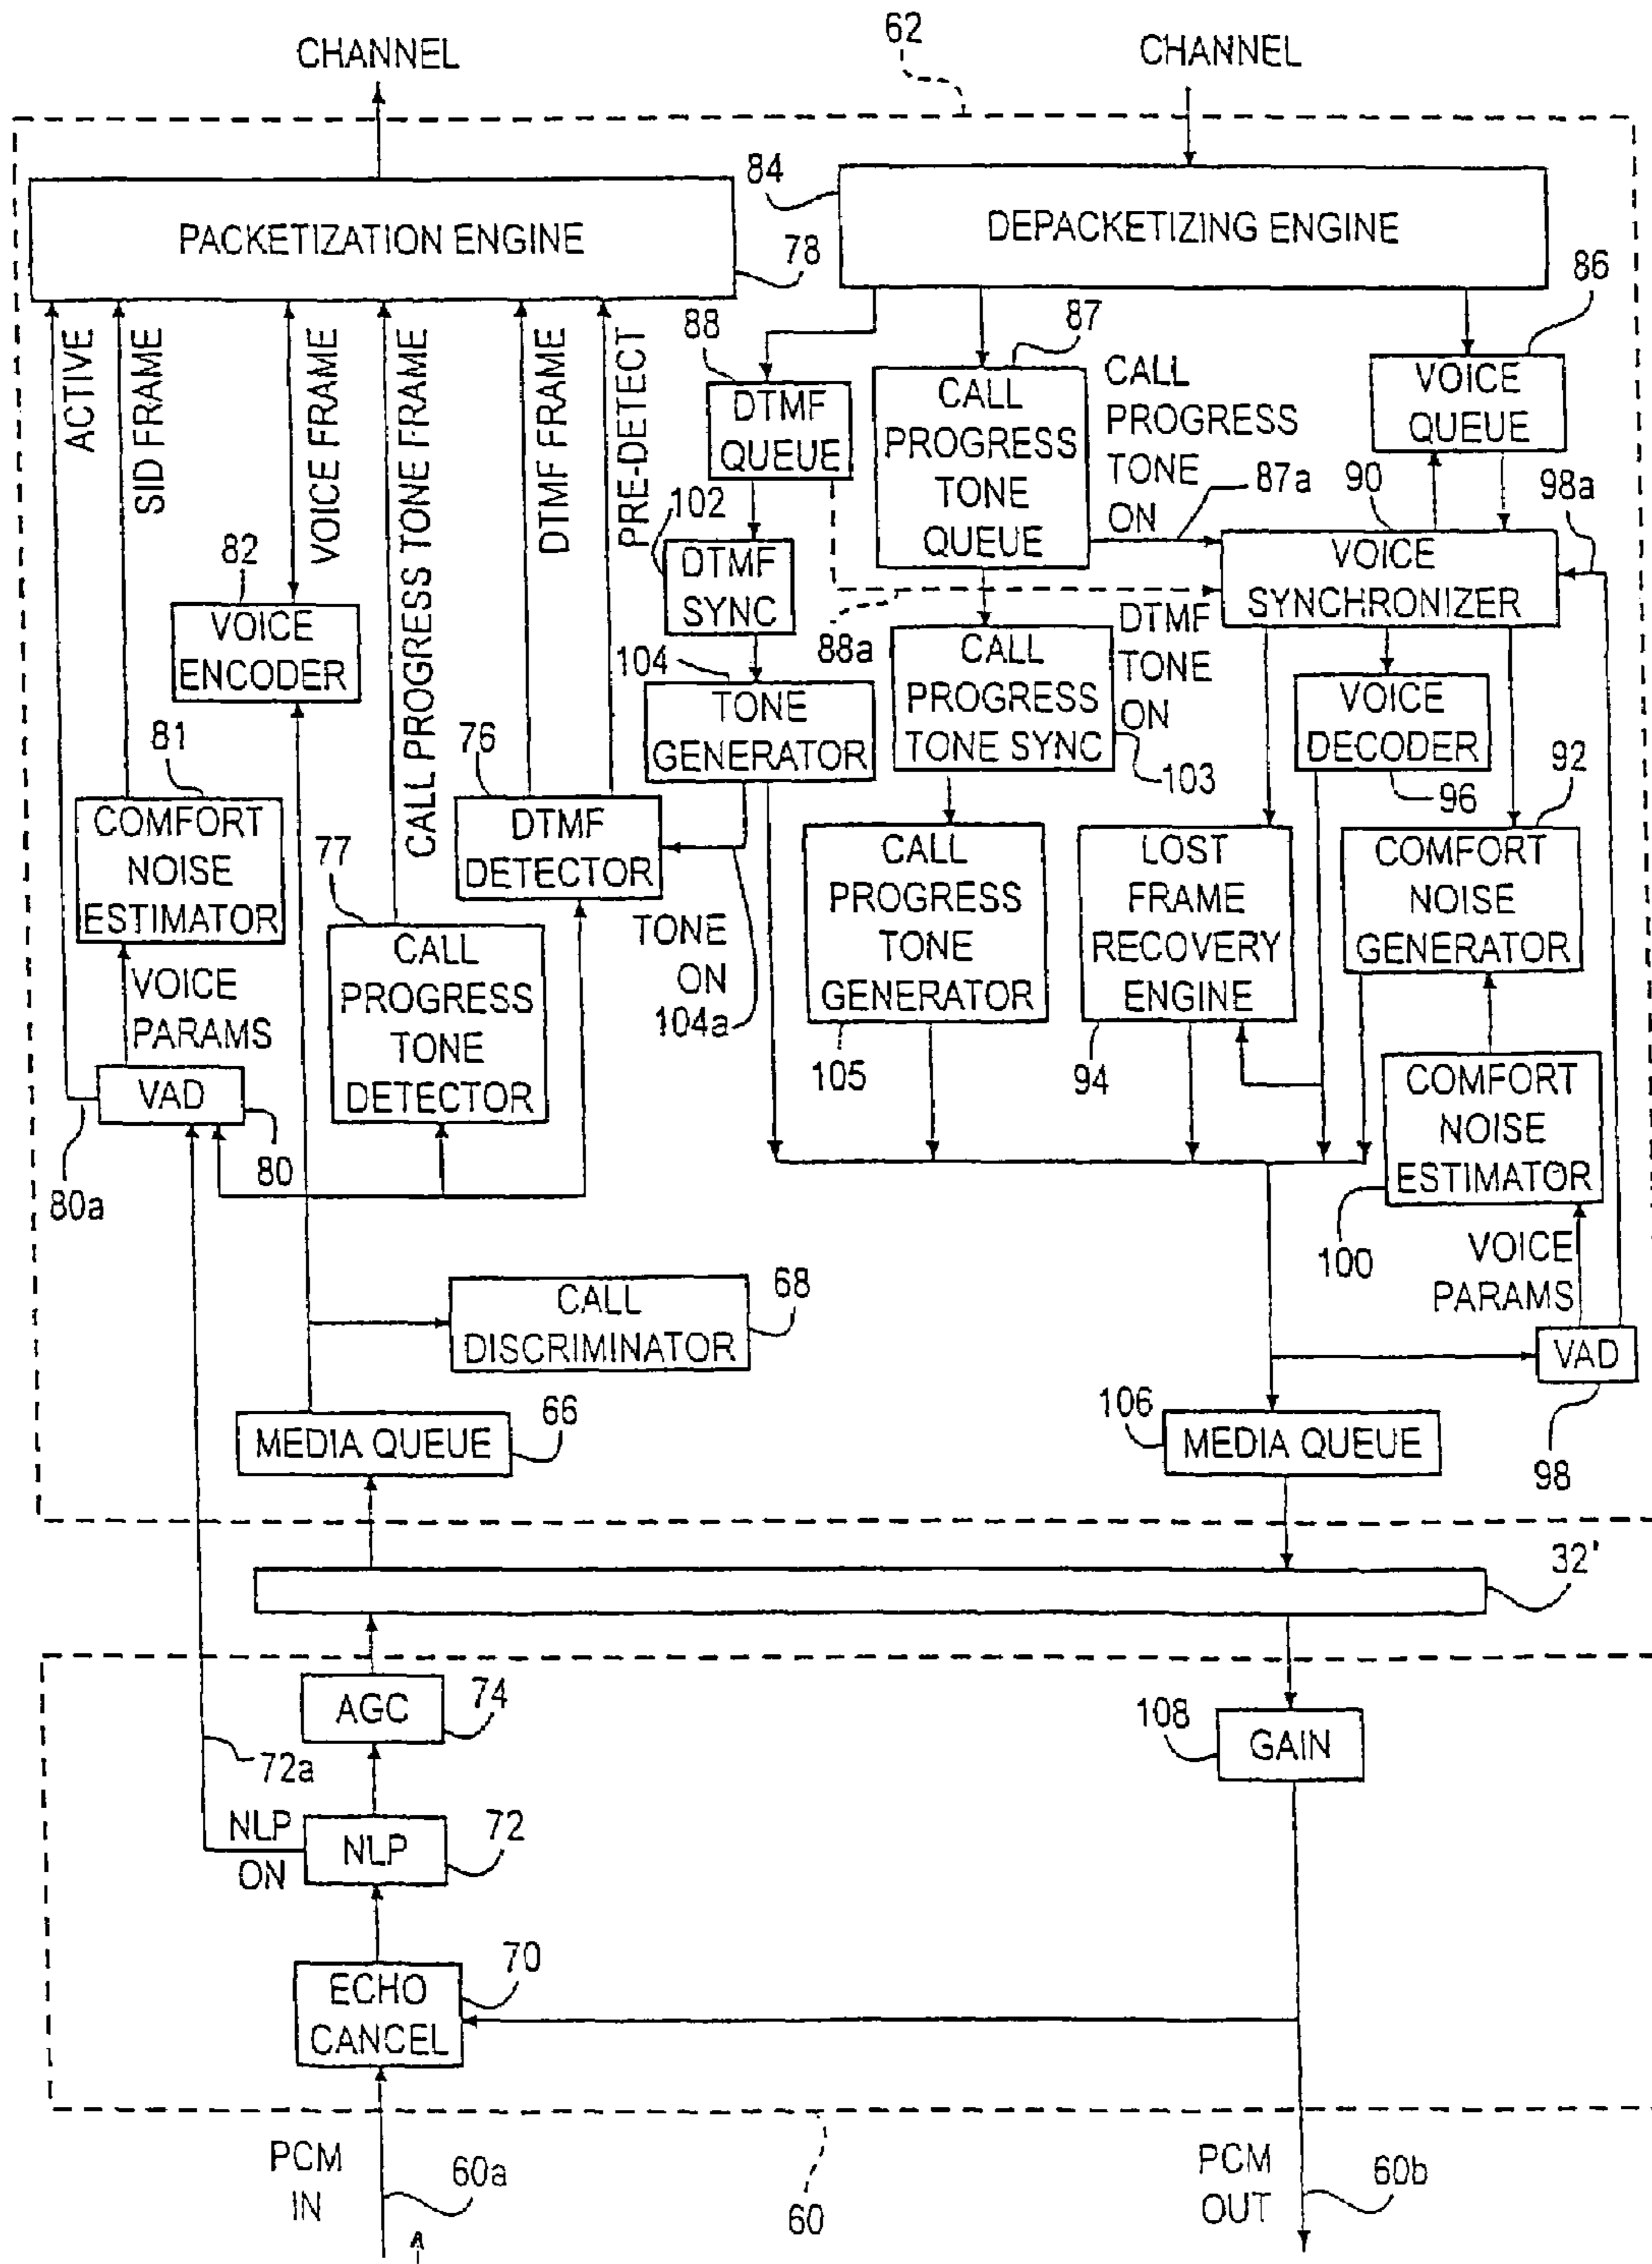 62
CHANNEL
CHANNEL
84
PACKETIZATION ENGINE
DEPACKETIZING ENGINE
78
86
ACTIVE
SID FRAME
VOICE FRAME
CALL PROGRESS TONE FRAME
DTMF FRAME
PRE-DETECT
88
87
DTMF
QUEUE
CALL
PROGRESS
TONE
QUEUE
CALL
PROGRESS
TONE
ON
87a
VOICE
QUEUE
90
98a
102
DTMF
SYNC
VOICE
SYNCHRONIZER
82
VOICE
ENCODER
88a
DTMF
TONE
ON
104
TONE
GENERATOR
CALL
PROGRESS
TONE SYNC
103
VOICE
DECODER
96
92
81
COMFORT
NOISE
ESTIMATOR
76
DTMF
DETECTOR
77
CALL
PROGRESS
TONE
DETECTOR
TONE
ON
104a
CALL
PROGRESS
TONE
GENERATOR
105
LOST
FRAME
RECOVERY
ENGINE
94
COMFORT
NOISE
GENERATOR
VOICE
PARAMS
VAD
80
80a
COMFORT
NOISE
ESTIMATOR
100
VOICE
PARAMS
CALL
DISCRIMINATOR
68
VAD
98
MEDIA QUEUE
66
106
MEDIA QUEUE
32'
AGC
74
72a
108
GAIN
NLP
ON
NLP
72
ECHO
CANCEL
70
PCM
IN
60a
60
PCM
OUT
60b